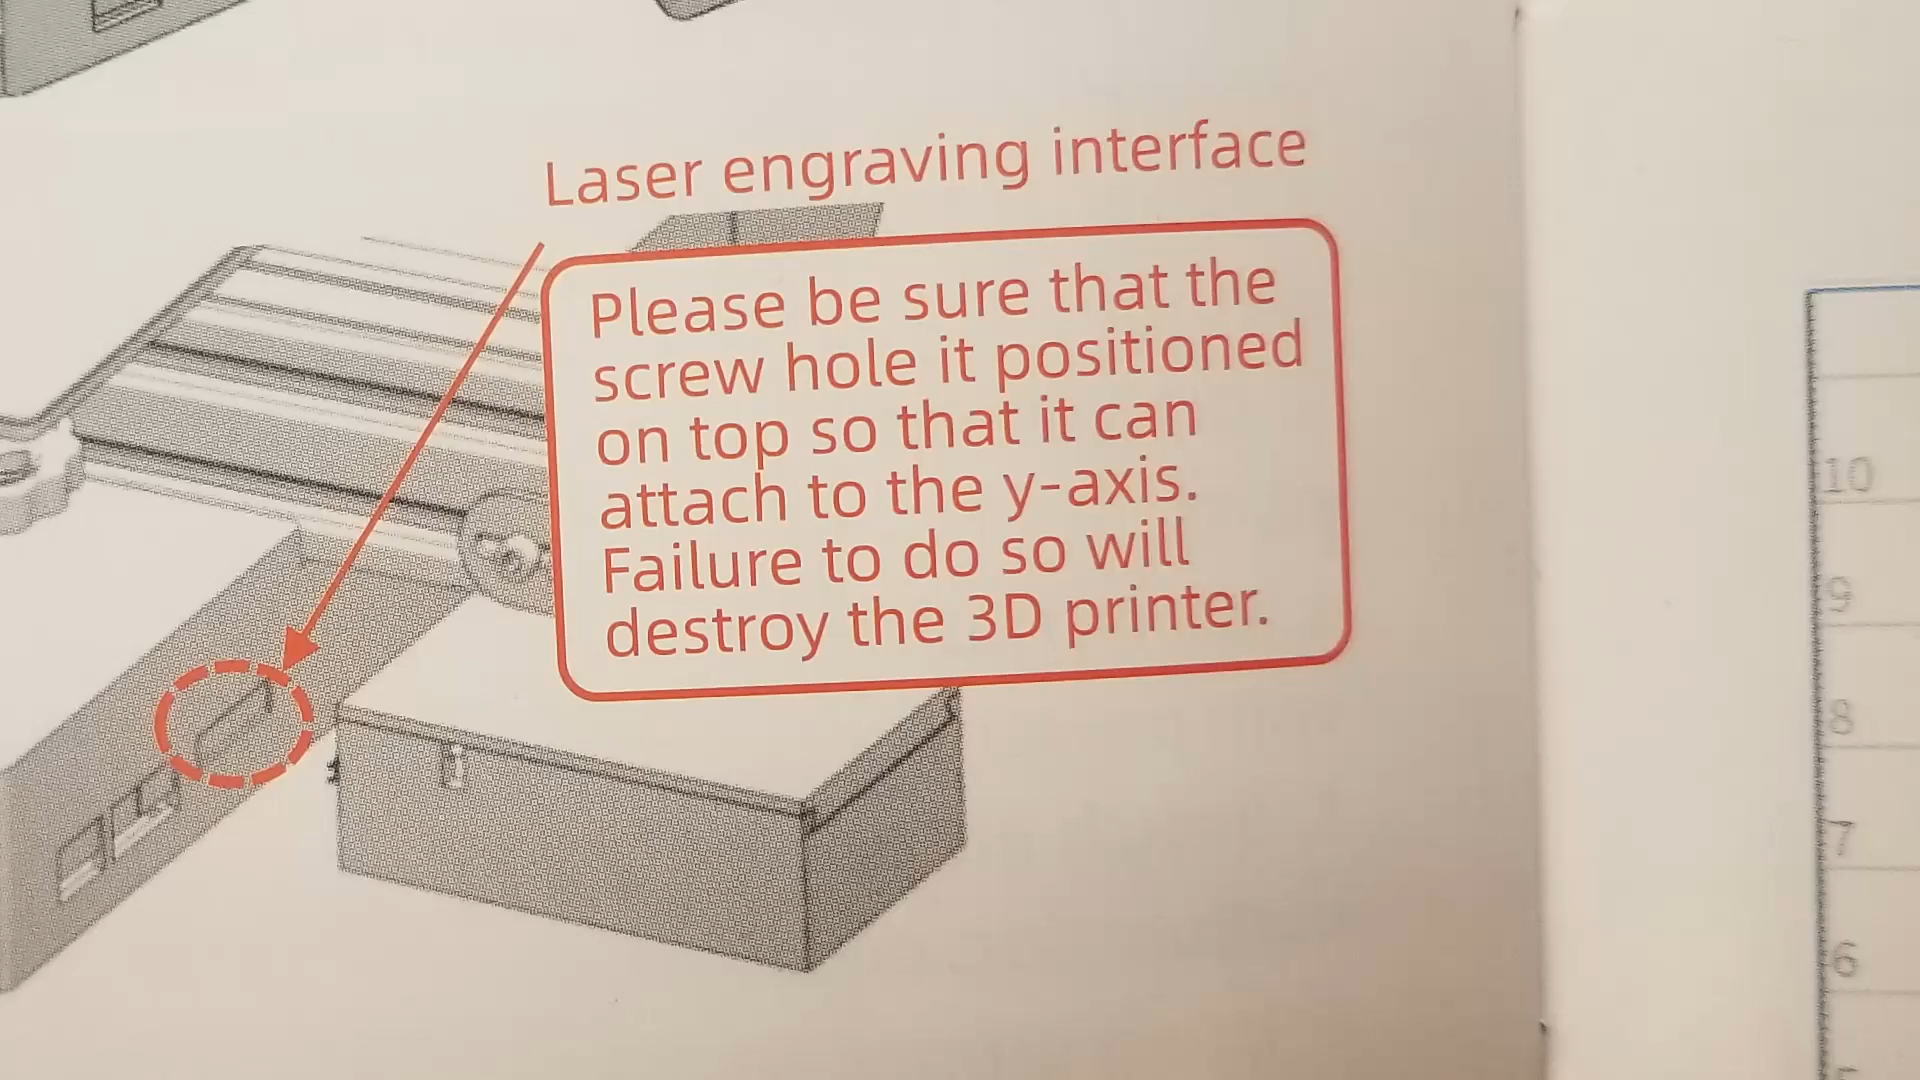 Laser engraving interface
Please be sure that the
screw hole it positioned
on top so that it can
attach to the y-axis.
Failure to do so will
destroy the 3D printer.
10
9
8
7
6